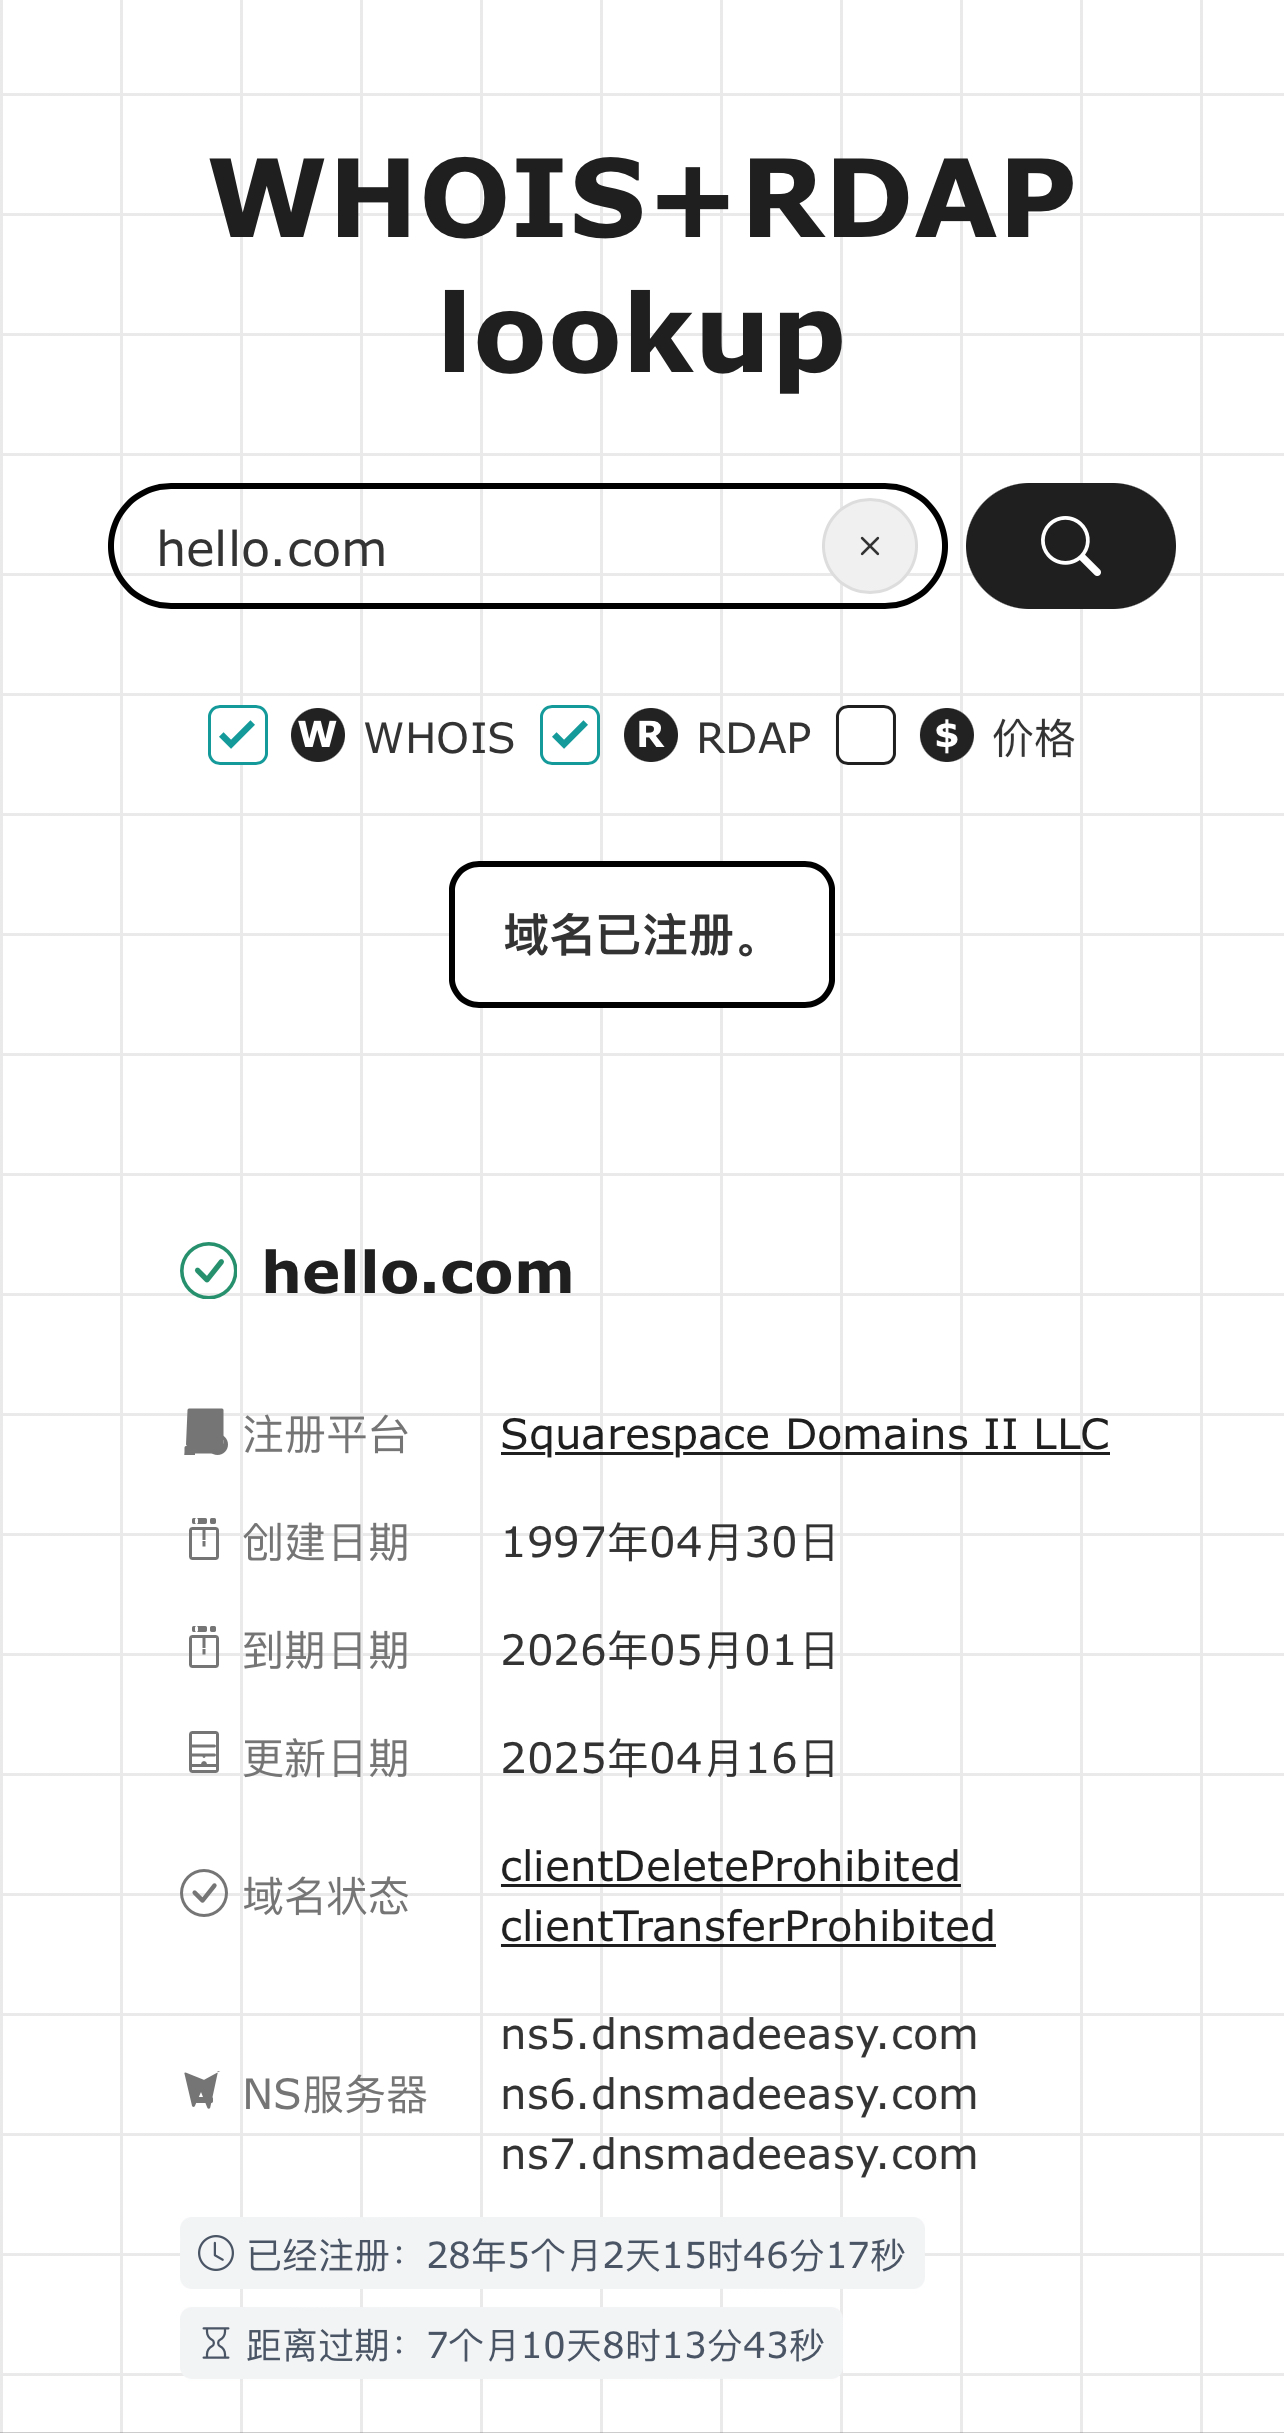 WHOIS+RDAP
lookup
hello.com
W WHOIS R RDAP $ 价格
域名已注册。
hello.com
注册平台 Squarespace Domains II LLC
创建日期 1997年04月30日
到期日期 2026年05月01日
更新日期 2025年04月16日
域名状态 clientDeleteProhibited
clientTransferProhibited
ns5.dnsmadeeasy.com
NS服务器 ns6.dnsmadeeasy.com
ns7.dnsmadeeasy.com
已经注册：28年5个月2天15时46分17秒
距离过期：7个月10天8时13分43秒